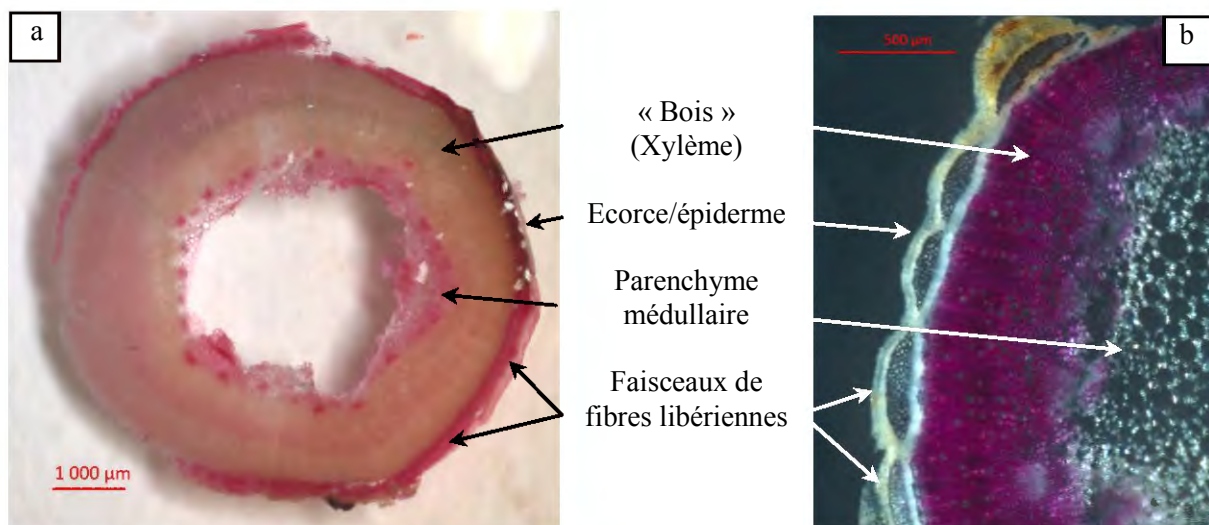 a
b
500 µm
« Bois »
(Xylème)
Ecorce/épiderme
Parenchyme
médullaire
Faisceaux de
fibres libériennes
1 000 µm